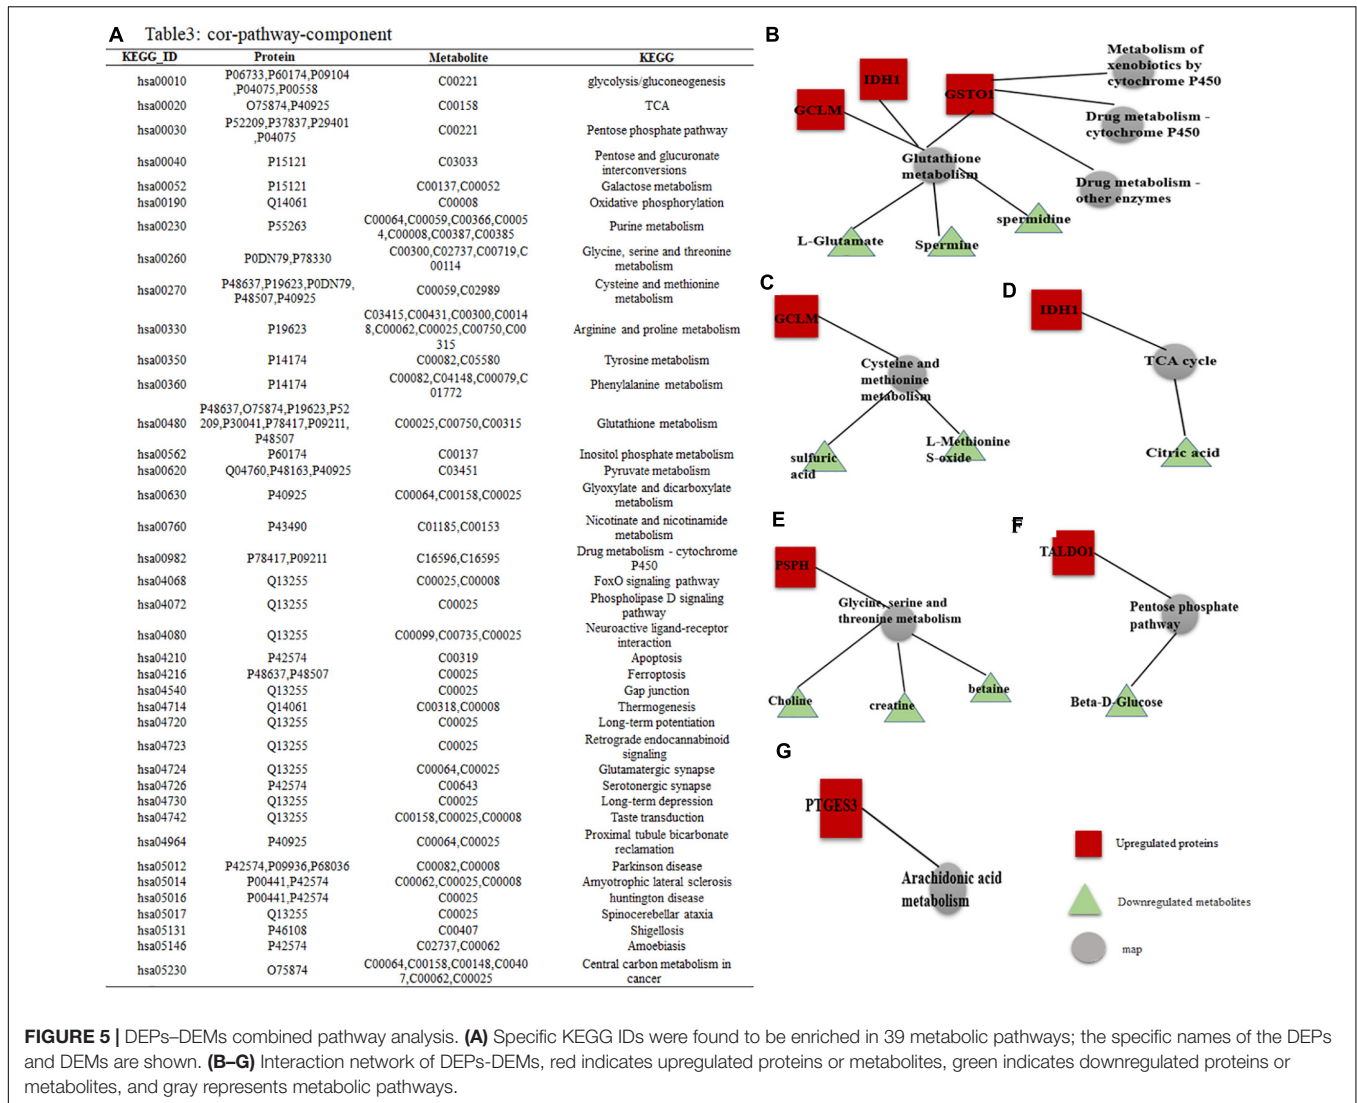 A Table3: cor-pathway-component
KEGG_ID Protein Metabolite KEGG
hsa00010 P06733,P60174,P09104 ,P04075,P00558 C00221 glycolysis/gluconeogenesis
hsa00020 O75874,P40925 C00158 TCA
hsa00030 P52209,P37837,P29401 ,P04075 C00221 Pentose phosphate pathway
hsa00040 P15121 C03033 Pentose and glucuronate interconversions
hsa00052 P15121 C00137,C00052 Galactose metabolism
hsa00190 Q14061 C00008 Oxidative phosphorylation
hsa00230 P55263 C00064,C00059,C00366,C0005 4,C00008,C00387,C00385 Purine metabolism
hsa00260 P0DN79,P78330 C00300,C02737,C00719,C 00114 Glycine, serine and threonine metabolism
hsa00270 P48637,P19623,P0DN79, P48507,P40925 C00059,C02989 Cysteine and methionine metabolism
hsa00330 P19623 C03415,C00431,C00300,C0014 8,C00062,C00025,C00750,C00 315 Arginine and proline metabolism
hsa00350 P14174 C00082,C05580 Tyrosine metabolism
hsa00360 P14174 C00082,C04148,C00079,C 01772 Phenylalanine metabolism
hsa00480 P48637,O75874,P19623,P52 209,P30041,P78417,P09211, P48507 C00025,C00750,C00315 Glutathione metabolism
hsa00562 P60174 C00137 Inositol phosphate metabolism
hsa00620 Q04760,P48163,P40925 C03451 Pyruvate metabolism
hsa00630 P40925 C00064,C00158,C00025 Glyoxylate and dicarboxylate metabolism
hsa00760 P43490 C01185,C00153 Nicotinate and nicotinamide metabolism
hsa00982 P78417,P09211 C16596,C16595 Drug metabolism - cytochrome P450
hsa04068 Q13255 C00025,C00008 FoxO signaling pathway
hsa04072 Q13255 C00025 Phospholipase D signaling pathway
hsa04080 Q13255 C00099,C00735,C00025 Neuroactive ligand-receptor interaction
hsa04210 P42574 C00319 Apoptosis
hsa04216 P48637,P48507 C00025 Ferroptosis
hsa04540 Q13255 C00025 Gap junction
hsa04714 Q14061 C00318,C00008 Thermogenesis
hsa04720 Q13255 C00025 Long-term potentiation
hsa04723 Q13255 C00025 Retrograde endocannabinoid signaling
hsa04724 Q13255 C00064,C00025 Glutamatergic synapse
hsa04726 P42574 C00643 Serotonergic synapse
hsa04730 Q13255 C00025 Long-term depression
hsa04742 Q13255 C00158,C00025,C00008 Taste transduction
hsa04964 P40925 C00064,C00025 Proximal tubule bicarbonate reclamation
hsa05012 P42574,P09936,P68036 C00082,C00008 Parkinson disease
hsa05014 P00441,P42574 C00062,C00025,C00008 Amyotrophic lateral sclerosis
hsa05016 P00441,P42574 C00025 huntington disease
hsa05017 Q13255 C00025 Spinocerebellar ataxia
hsa05131 P46108 C00407 Shigellosis
hsa05146 P42574 C02737,C00062 Amoebiasis
hsa05230 O75874 C00064,C00158,C00148,C0040 7,C00062,C00025 Central carbon metabolism in cancer
B
GCLM
IDH1
GSTO1
Metabolism of
xenobiotics by
cytochrome P450
Drug metabolism -
cytochrome P450
Drug metabolism -
other enzymes
Glutathione
metabolism
L-Glutamate
Spermine
spermidine
C
GCLM
Cysteine and
methionine
metabolism
sulfuric
acid
L-Methionine
S-oxide
D
IDH1
TCA cycle
Citric acid
E
PSPH
Glycine, serine and
threonine metabolism
Choline
creatine
betaine
F
TALDO1
Pentose phosphate
pathway
Beta-D-Glucose
G
PTGES3
Arachidonic acid
metabolism
Upregulated proteins
Downregulated metabolites
map
FIGURE 5 | DEPs–DEMs combined pathway analysis. (A) Specific KEGG IDs were found to be enriched in 39 metabolic pathways; the specific names of the DEPs
and DEMs are shown. (B–G) Interaction network of DEPs-DEMs, red indicates upregulated proteins or metabolites, green indicates downregulated proteins or
metabolites, and gray represents metabolic pathways.